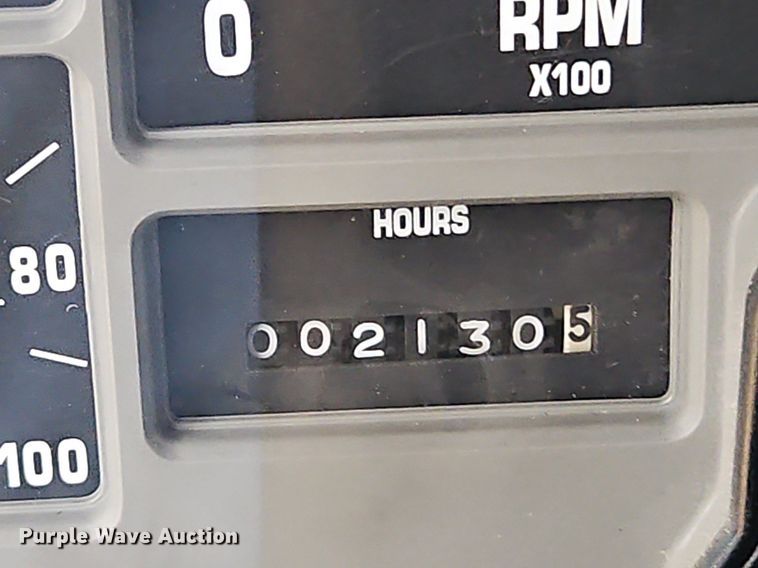 0
RPM
X100
HOURS
80
0021305
100
Purple Wave Auction